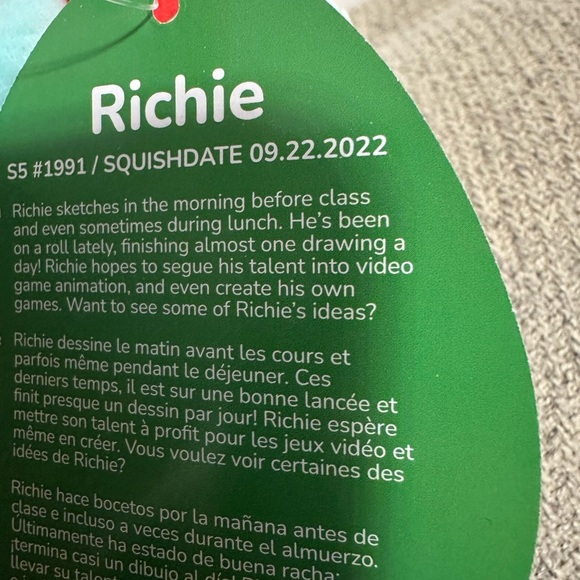 Richie
S5 #1991 / SQUISHDATE 09.22.2022
Richie sketches in the morning before class
and even sometimes during lunch. He's been
on a roll lately, finishing almost one drawing a
day! Richie hopes to segue his talent into video
game animation, and even create his own
games. Want to see some of Richie's ideas?
Richie dessine le matin avant les cours et
parfois même pendant le déjeuner. Ces
derniers temps, il est sur une bonne lancée et
finit presque un dessin par jour! Richie espère
mettre son talent à profit pour les jeux vidéo et
même en créer. Vous voulez voir certaines des
idées de Richie?
Richie hace bocetos por la mañana antes de
clase e incluso a veces durante el almuerzo.
Últimamente ha estado de buena racha:
¡termina casi un dibujo al día!
llevar su